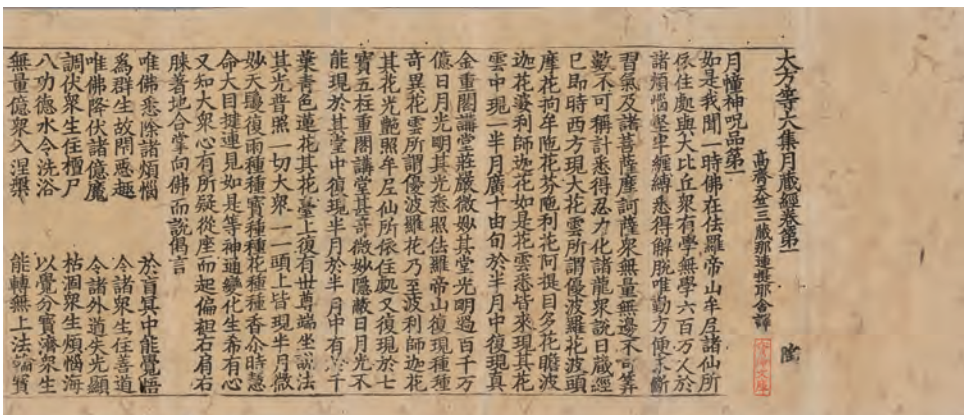 大方等大集月藏經卷第一
高齊天竺三藏那連提耶舍譯
月幢神呪品第一
如是我聞一時佛在佉羅帝山牟尼諸仙所
依住處與大比丘衆有學無學六百万人於
諸煩惱堅牢纏縛悉得解脫唯勤方便求斷
習氣及諸菩薩摩訶薩衆無量無邊不可筭
數不可稱計悉得忍力化諸龍衆說日藏經
已即時西方現大花雲所謂優波羅花波頭
摩花拘牟陁花芬陁利花阿提目多花瞻波
迦花婆利師迦花如是花雲悉皆來現其花
雲中現一半月廣十由旬於半月中復現真
金重閣講堂莊嚴微妙其堂光明過百千万
億日月光明其光悉照佉羅帝山復現種種
奇異花雲所謂優波羅花乃至波利師迦花
其花光艶照牟尼仙所依住處又復現於七
寶五柱重閣講堂其甚微妙隱蔽日月光不
能現於其堂中復現半月於半月中有於千
葉青色蓮花其花臺上復有世尊端坐說法
其光普照一切大衆一一頭上皆現半月微
妙天驂復雨種種寶種種花種種香尒時慧
命大目揵連見如是等神通變化生希有心
又知大衆心有所疑從座而起偏袒右肩右
膝著地合掌向佛而說偈言
唯佛悉除諸煩惱 於盲冥中能覺悟
爲群生故閇惡趣 令諸衆生住善道
唯佛降伏諸億魔 令諸外道失光顯
調伏衆生住檀尸 枯涸衆生煩惱海
八功德水令洗浴 以覺分寶濟衆生
無量億衆入涅槃 能轉無上法輪寶